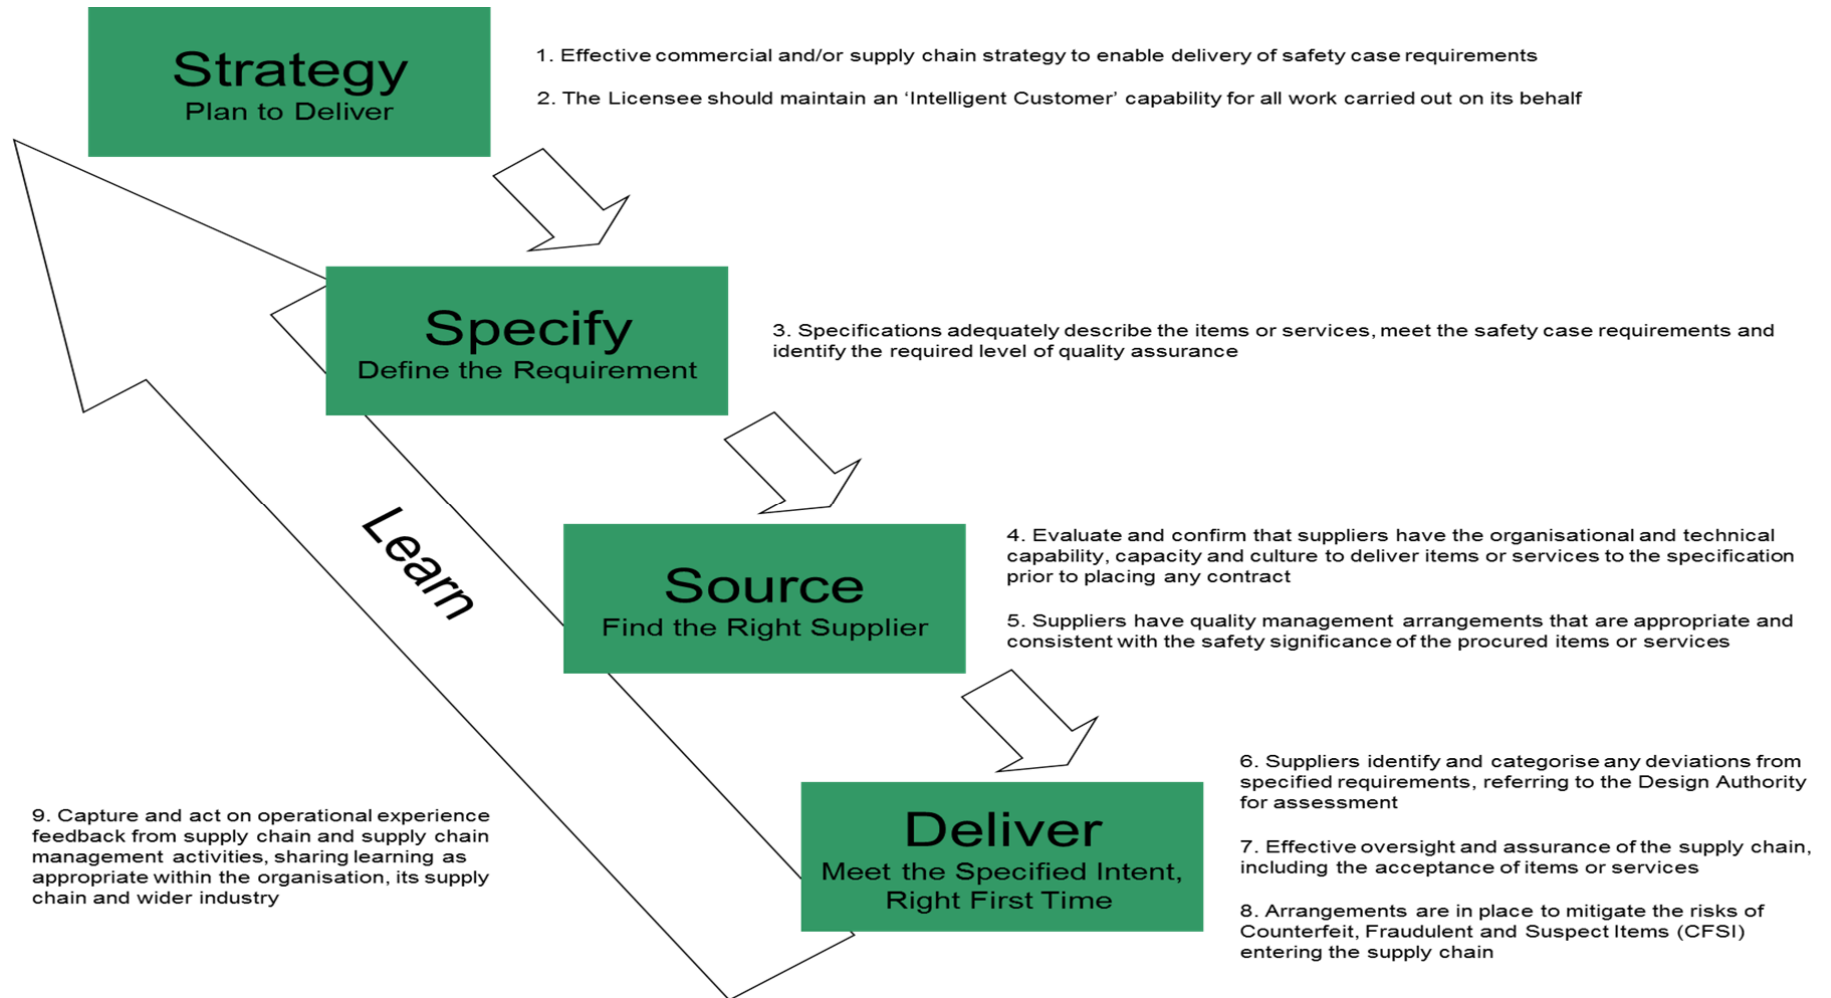 Strategy
Plan to Deliver
1. Effective commercial and/or supply chain strategy to enable delivery of safety case requirements
2. The Licensee should maintain an ‘Intelligent Customer’ capability for all work carried out on its behalf
Specify
Define the Requirement
3. Specifications adequately describe the items or services, meet the safety case requirements and
identify the required level of quality assurance
Learn
Source
Find the Right Supplier
4. Evaluate and confirm that suppliers have the organisational and technical
capability, capacity and culture to deliver items or services to the specification
prior to placing any contract
5. Suppliers have quality management arrangements that are appropriate and
consistent with the safety significance of the procured items or services
Deliver
Meet the Specified Intent,
Right First Time
6. Suppliers identify and categorise any deviations from
specified requirements, referring to the Design Authority
for assessment
7. Effective oversight and assurance of the supply chain,
including the acceptance of items or services
8. Arrangements are in place to mitigate the risks of
Counterfeit, Fraudulent and Suspect Items (CFSI)
entering the supply chain
9. Capture and act on operational experience
feedback from supply chain and supply chain
management activities, sharing learning as
appropriate within the organisation, its supply
chain and wider industry